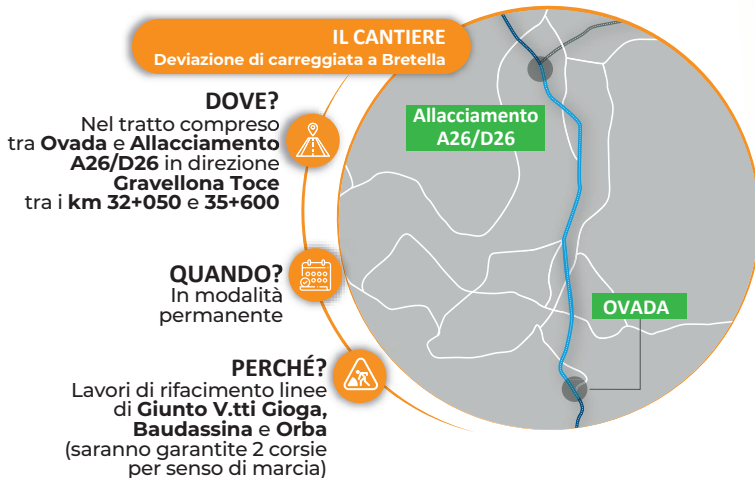 IL CANTIERE
Deviazione di carreggiata a Bretella
DOVE?
Nel tratto compreso
tra Ovada e Allacciamento
A26/D26 in direzione
Gravellona Toce
tra i km 32+050 e 35+600
QUANDO?
In modalità
permanente
PERCHÉ?
Lavori di rifacimento linee
di Giunto V.tti Gioga,
Baudassina e Orba
(saranno garantite 2 corsie
per senso di marcia)
Allacciamento
A26/D26
OVADA